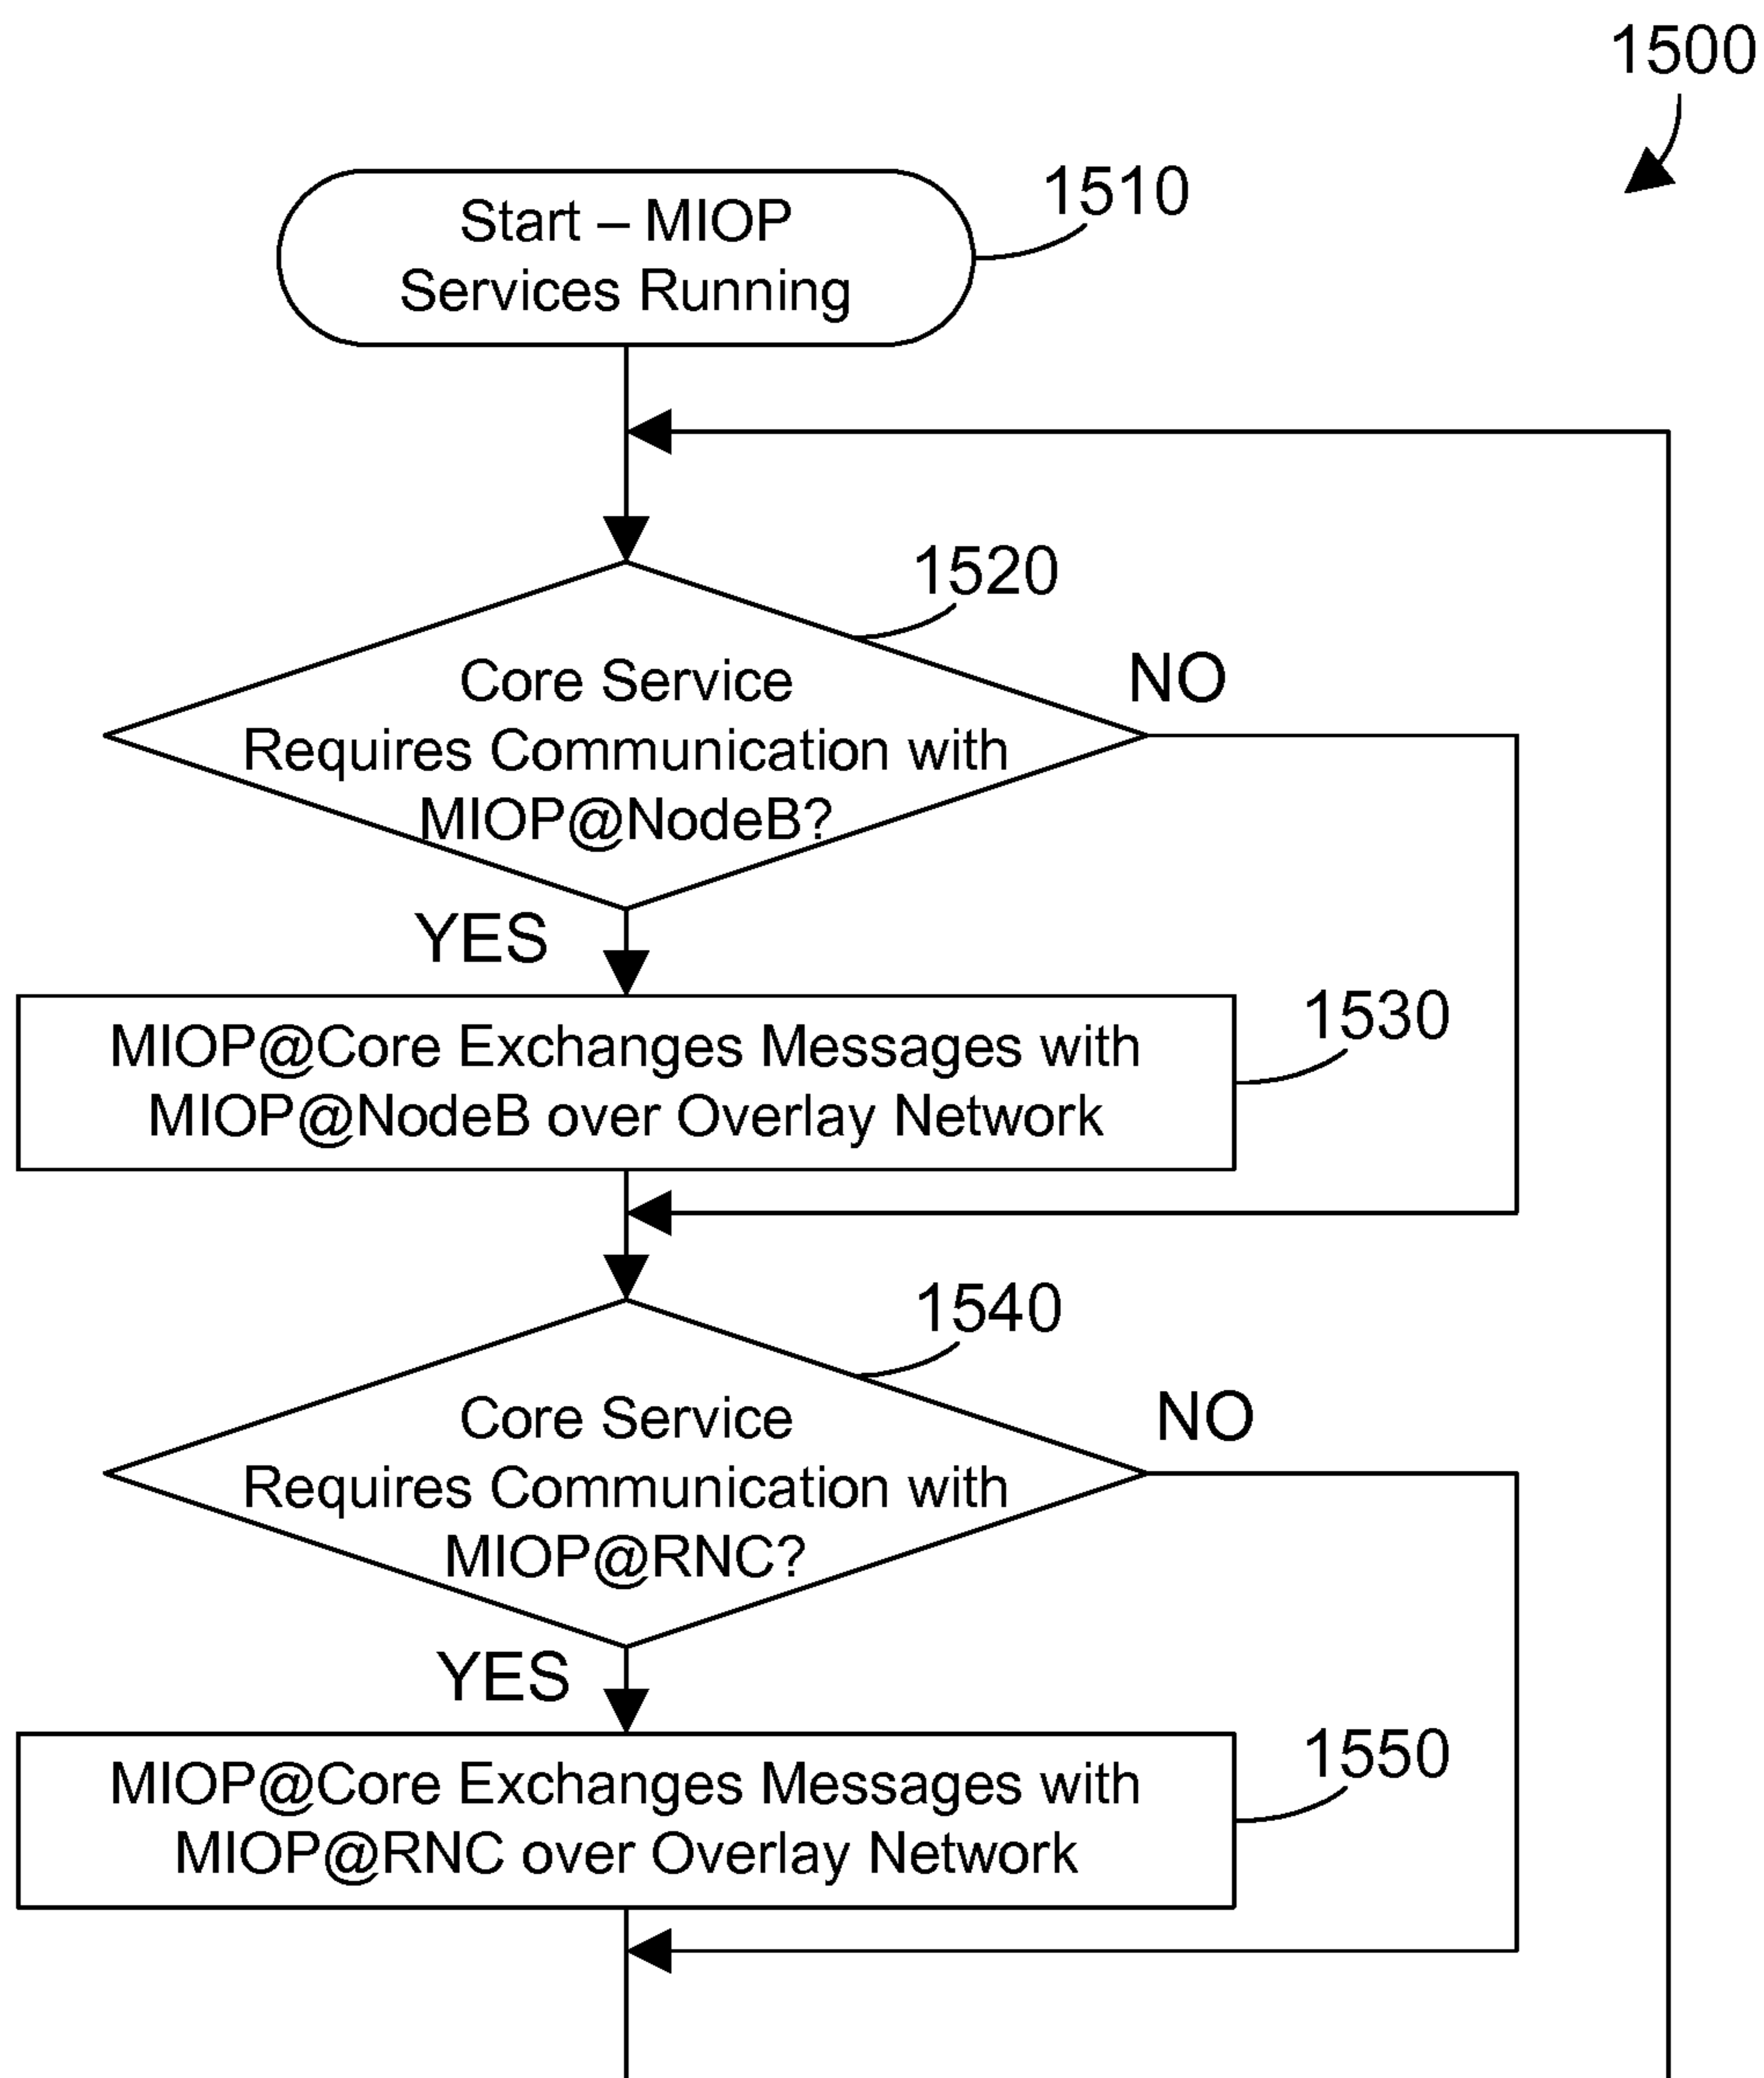 1500
Start – MIOP
Services Running
1510
1520
Core Service
Requires Communication with
MIOP@NodeB?
NO
YES
1530
MIOP@Core Exchanges Messages with
MIOP@NodeB over Overlay Network
1540
Core Service
Requires Communication with
MIOP@RNC?
NO
YES
1550
MIOP@Core Exchanges Messages with
MIOP@RNC over Overlay Network